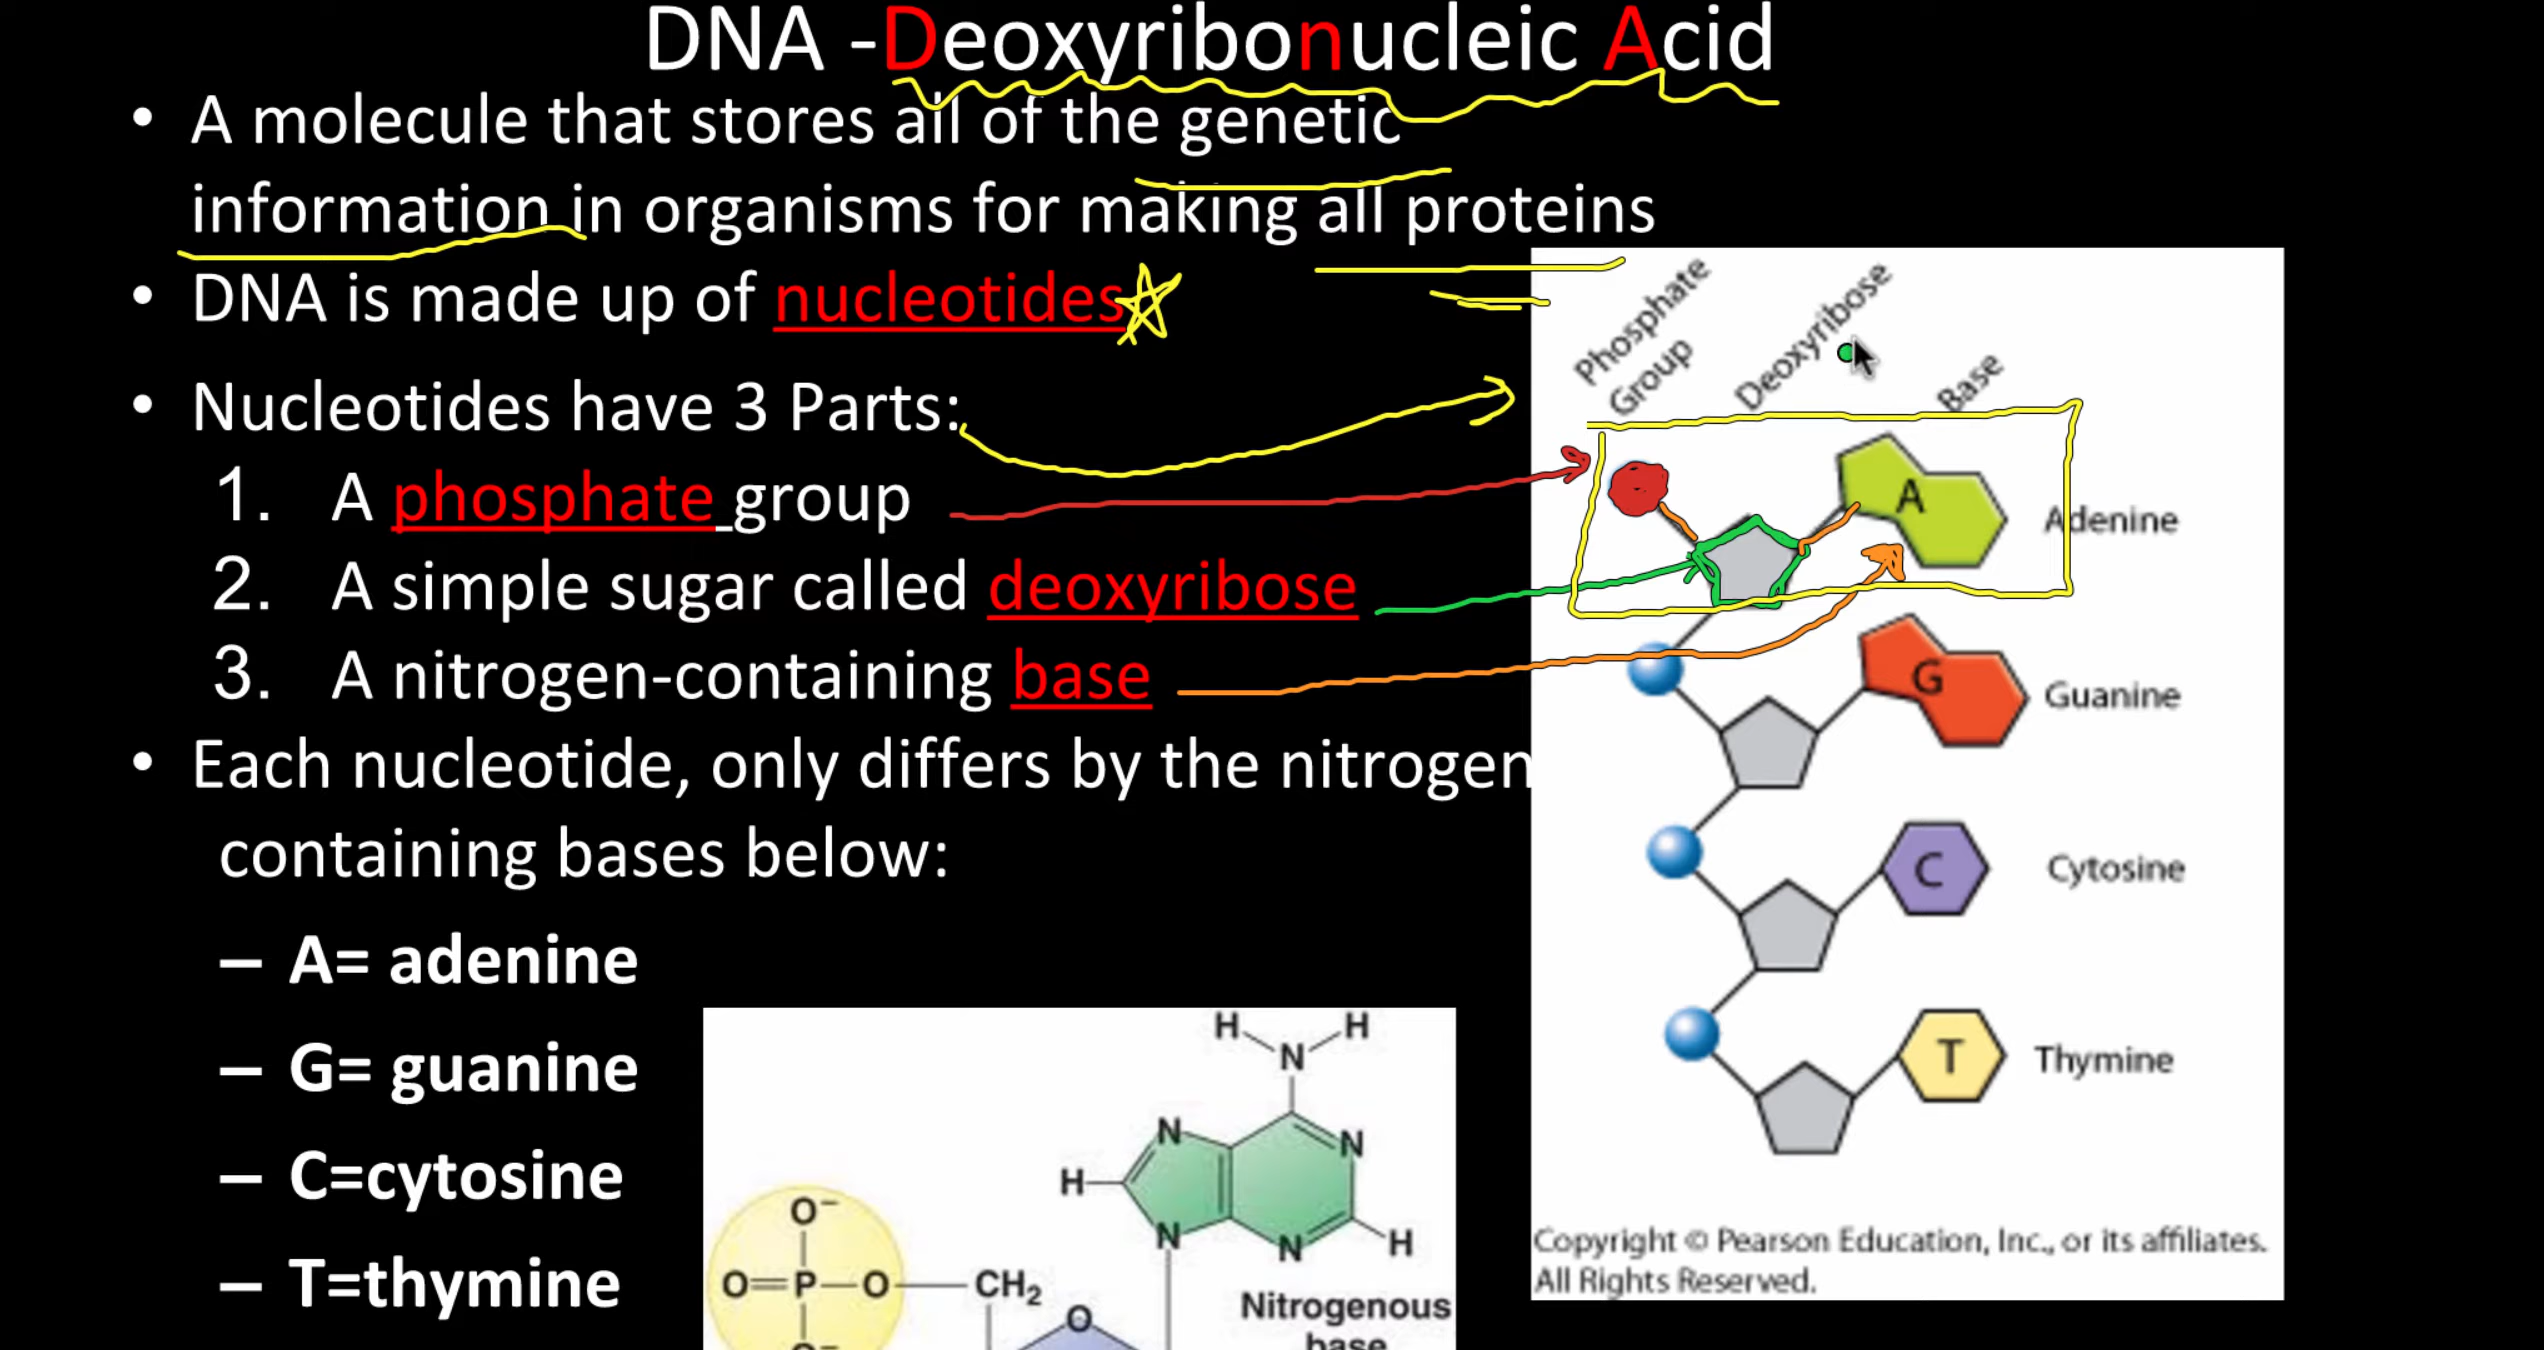 DNA -Deoxyribonucleic Acid
• A molecule that stores all of the genetic
information in organisms for making all proteins
• DNA is made up of nucleotides
• Nucleotides have 3 Parts:
1. A phosphate group
2. A simple sugar called deoxyribose
3. A nitrogen-containing base
• Each nucleotide, only differs by the nitrogen
containing bases below:
– A= adenine
– G= guanine
– C=cytosine
– T=thymine
Phosphate
Group
Deoxyribose
Base
A
Adenine
G
Guanine
C
Cytosine
T
Thymine
Copyright © Pearson Education, Inc., or its affiliates.
All Rights Reserved.
H H
N
N N
H
N N H
O⁻
O=P—O—CH₂
O
O⁻
Nitrogenous
base